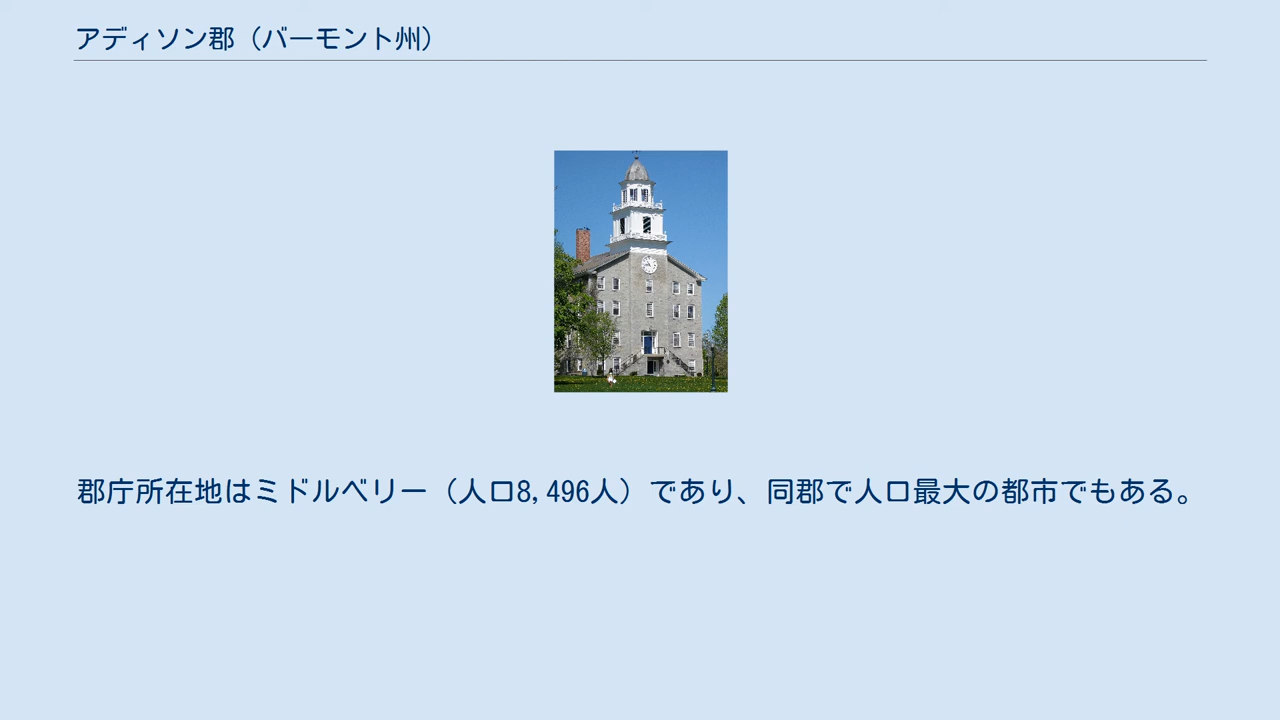 アディソン郡（バーモント州）
郡庁所在地はミドルベリー（人口8,496人）であり、同郡で人口最大の都市でもある。